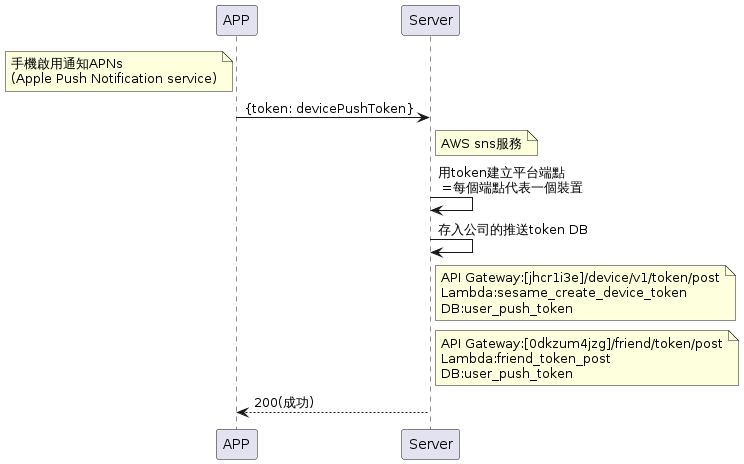 APP
Server
手機啟用通知APNs
(Apple Push Notification service)
{token: devicePushToken}
AWS sns服務
用token建立平台端點
=每個端點代表一個裝置
存入公司的推送token DB
API Gateway:[jhcr1i3e]/device/v1/token/post
Lambda:sesame_create_device_token
DB:user_push_token
API Gateway:[0dkzum4jzg]/friend/token/post
Lambda:friend_token_post
DB:user_push_token
200(成功)
APP
Server